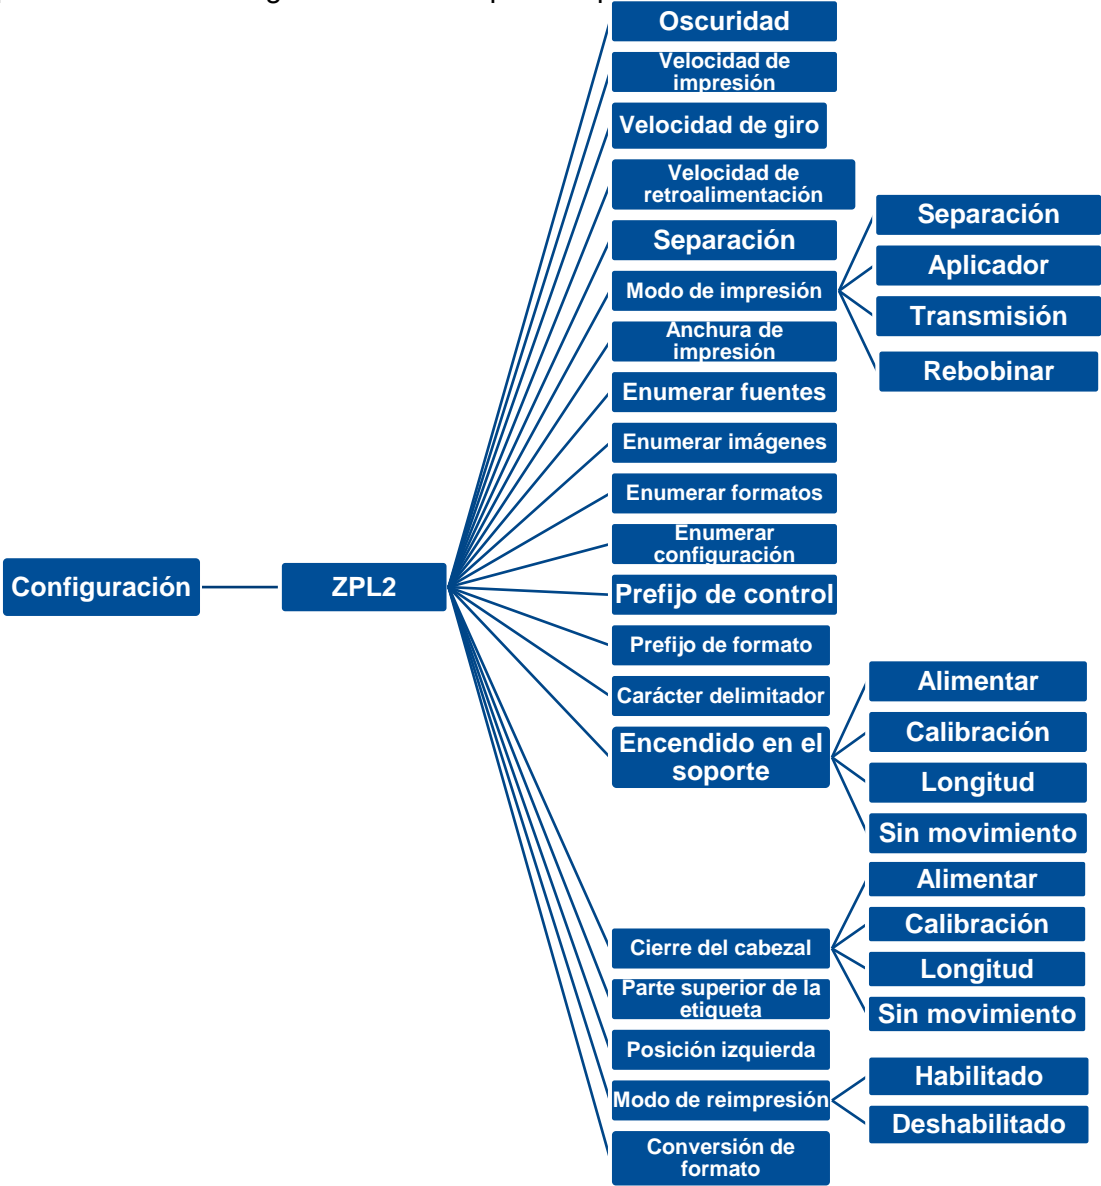 Oscuridad
Velocidad de
impresión
Velocidad de giro
Velocidad de
retroalimentación
Separación
Separación
Modo de impresión
Aplicador
Transmisión
Rebobinar
Anchura de
impresión
Enumerar fuentes
Enumerar imágenes
Enumerar formatos
Enumerar
configuración
Configuración
ZPL2
Prefijo de control
Prefijo de formato
Carácter delimitador
Encendido en el
soporte
Alimentar
Calibración
Longitud
Sin movimiento
Cierre del cabezal
Alimentar
Calibración
Longitud
Sin movimiento
Parte superior de la
etiqueta
Posición izquierda
Modo de reimpresión
Habilitado
Deshabilitado
Conversión de
formato